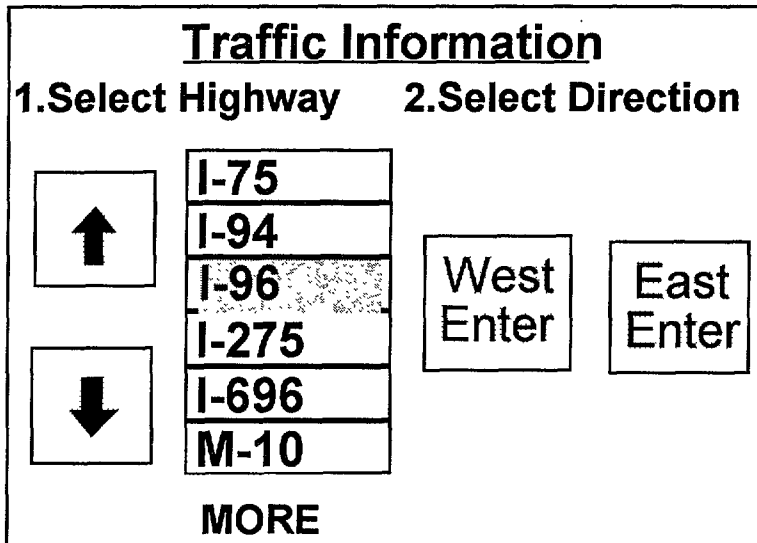 Traffic Information
1.Select Highway
2.Select Direction
I-75
I-94
I-96
I-275
I-696
M-10
MORE
West
Enter
East
Enter